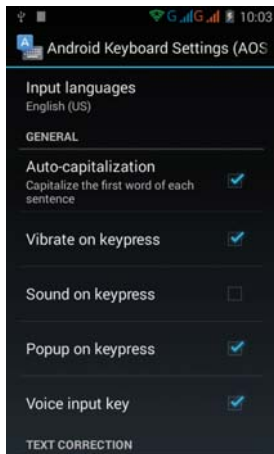 G G 10:03
A
Android Keyboard Settings (AOS
Input languages
English (US)
GENERAL
Auto-capitalization
Capitalize the first word of each
sentence
Vibrate on keypress
Sound on keypress
Popup on keypress
Voice input key
TEXT CORRECTION